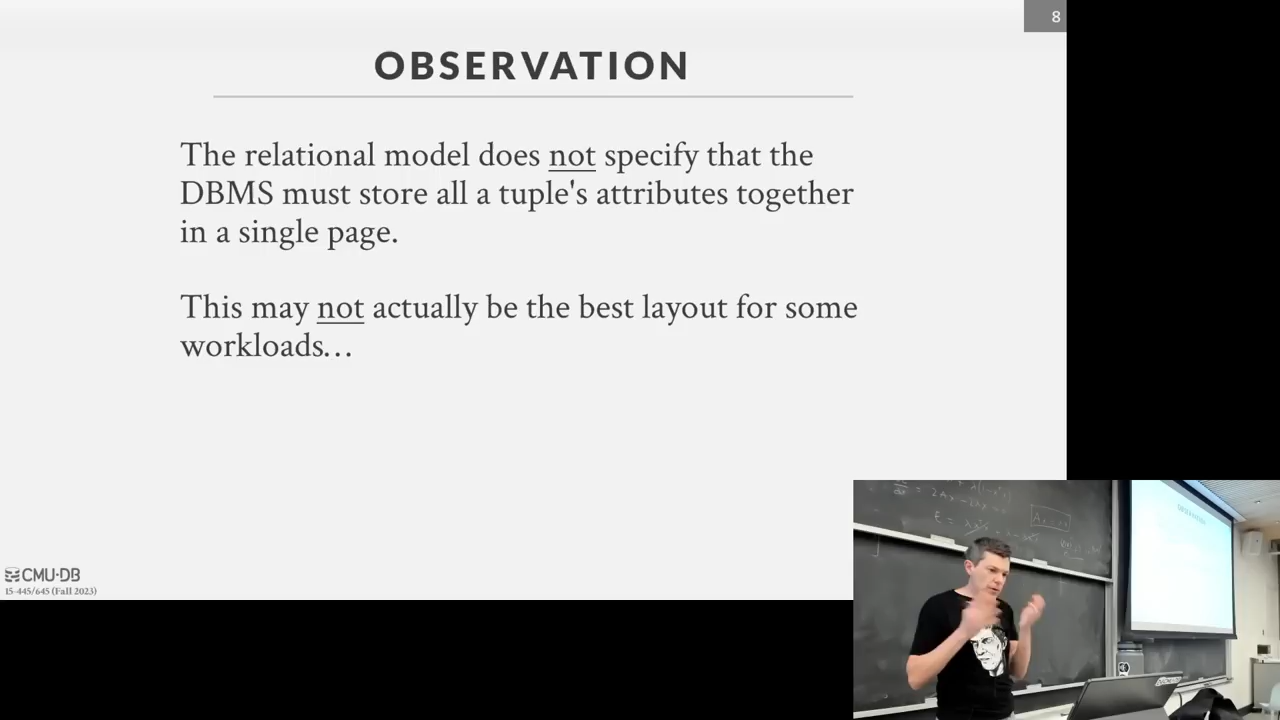 8
OBSERVATION
The relational model does not specify that the
DBMS must store all a tuple's attributes together
in a single page.
This may not actually be the best layout for some
workloads…
CMU·DB
15-445/645 (Fall 2023)